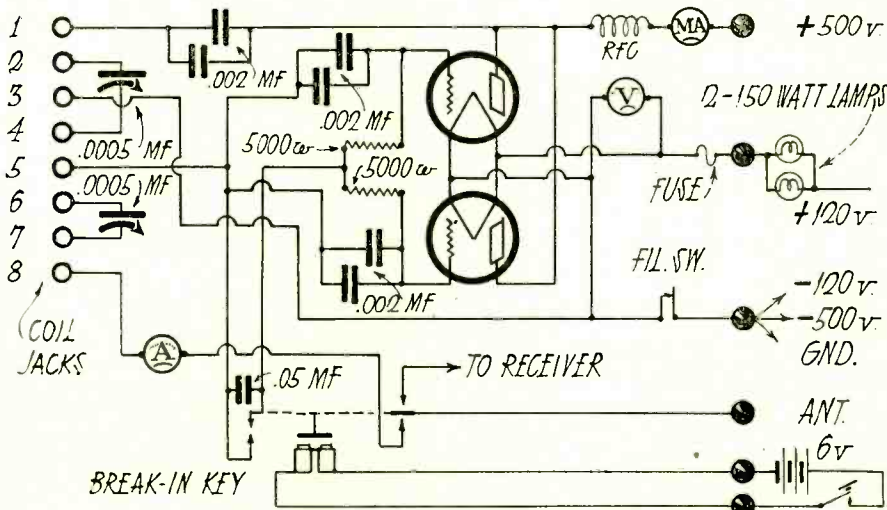 1
2
3
4
5
6
7
8
COIL
JACKS
.0005 MF
.0005 MF
.002 MF
.002 MF
5000 ω
5000 ω
.002 MF
RFC
MA
+500 v.
V
2-150 WATT LAMPS
FUSE
+120 v.
FIL. SW.
-120 v.
-500 v.
GND.
A
.05 MF
TO RECEIVER
ANT.
6 v
BREAK-IN KEY